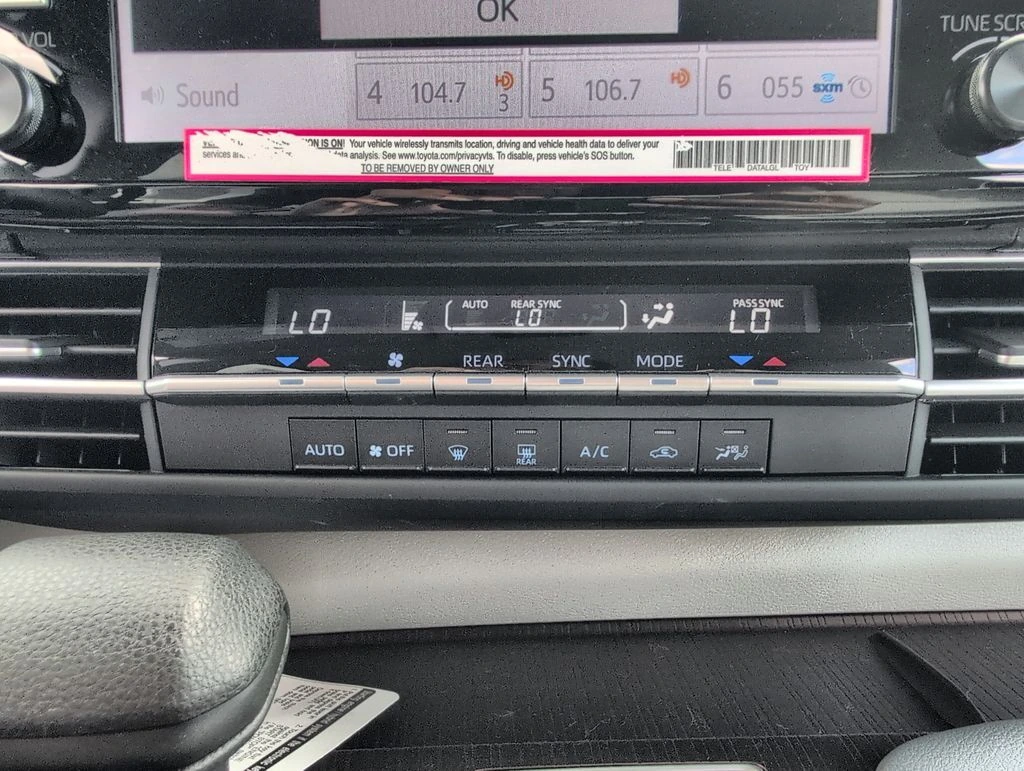 OK
VOL
TUNE SCR
Sound
4 104.7 HD 3
5 106.7 HD
6 055 sxm
ON IS ON! Your vehicle wirelessly transmits location, driving and vehicle health data to deliver your
services an data analysis. See www.toyota.com/privacyvts. To disable, press vehicle's SOS button.
TO BE REMOVED BY OWNER ONLY
TELE DATALGL TOY
AUTO REAR SYNC PASS SYNC
LO LO LO
REAR SYNC MODE
AUTO OFF A/C
REAR